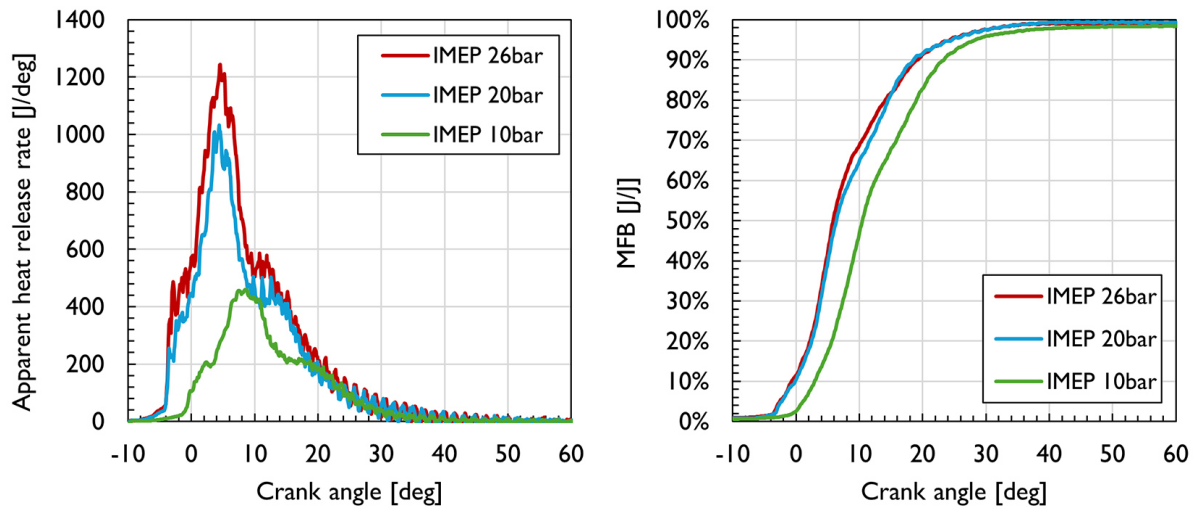 Apparent heat release rate [J/deg]
1400
1200
1000
800
600
400
200
0
-10 0 10 20 30 40 50 60
Crank angle [deg]
IMEP 26bar
IMEP 20bar
IMEP 10bar
MFB [J/J]
100%
90%
80%
70%
60%
50%
40%
30%
20%
10%
0%
-10 0 10 20 30 40 50 60
Crank angle [deg]
IMEP 26bar
IMEP 20bar
IMEP 10bar